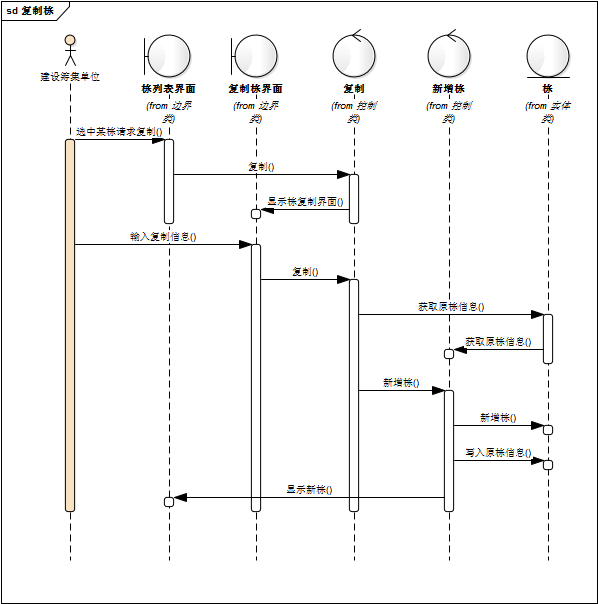 sd 复制栋
建设筹集单位
栋列表界面
(from 边界
类)
复制栋界面
(from 边界
类)
复制
(from 控制
类)
新增栋
(from 控制
类)
栋
(from 实体
类)
选中某栋请求复制()
复制()
显示栋复制界面()
输入复制信息()
复制()
获取原栋信息()
获取原栋信息()
新增栋()
新增栋()
写入原栋信息()
显示新栋()